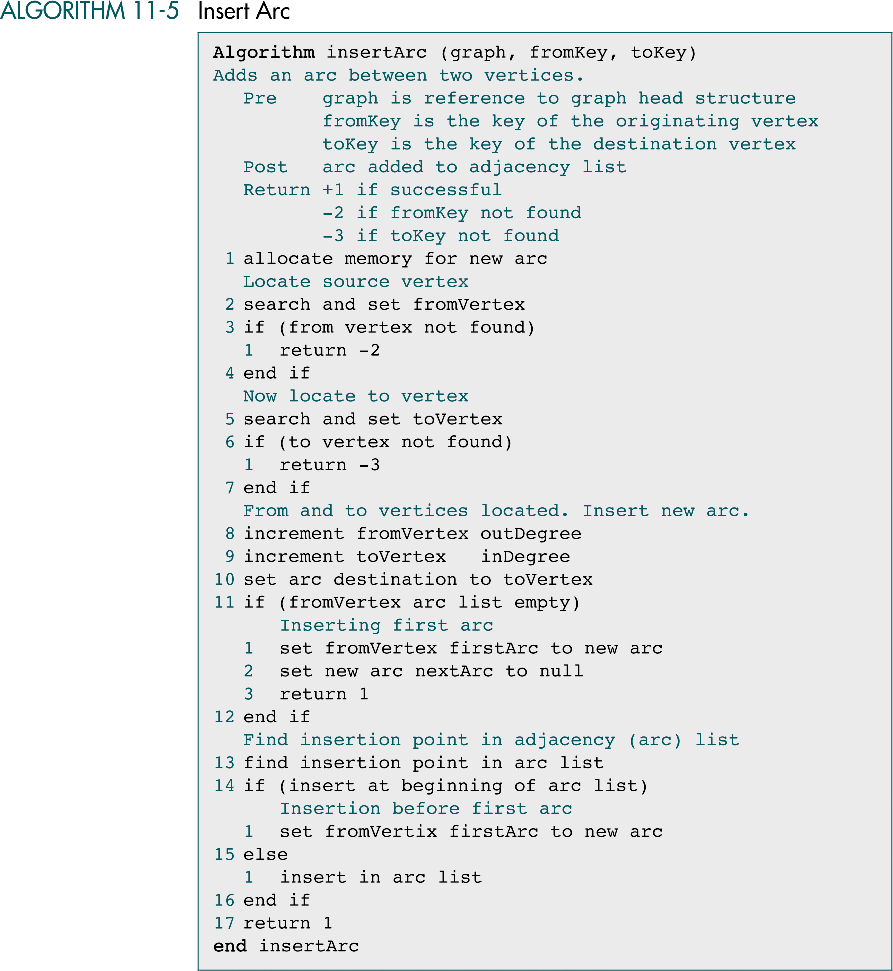 ALGORITHM 11-5 Insert Arc
Algorithm insertArc (graph, fromKey, toKey)
Adds an arc between two vertices.
Pre graph is reference to graph head structure
fromKey is the key of the originating vertex
toKey is the key of the destination vertex
Post arc added to adjacency list
Return +1 if successful
-2 if fromKey not found
-3 if toKey not found
1 allocate memory for new arc
Locate source vertex
2 search and set fromVertex
3 if (from vertex not found)
1 return -2
4 end if
Now locate to vertex
5 search and set toVertex
6 if (to vertex not found)
1 return -3
7 end if
From and to vertices located. Insert new arc.
8 increment fromVertex outDegree
9 increment toVertex inDegree
10 set arc destination to toVertex
11 if (fromVertex arc list empty)
Inserting first arc
1 set fromVertex firstArc to new arc
2 set new arc nextArc to null
3 return 1
12 end if
Find insertion point in adjacency (arc) list
13 find insertion point in arc list
14 if (insert at beginning of arc list)
Insertion before first arc
1 set fromVertix firstArc to new arc
15 else
1 insert in arc list
16 end if
17 return 1
end insertArc